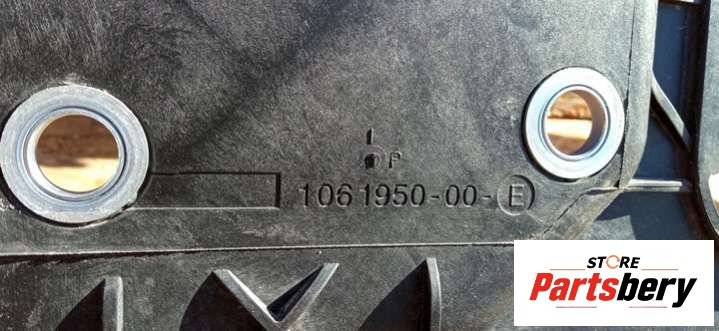 I
P
1061950-00-E
STORE
Partsbery